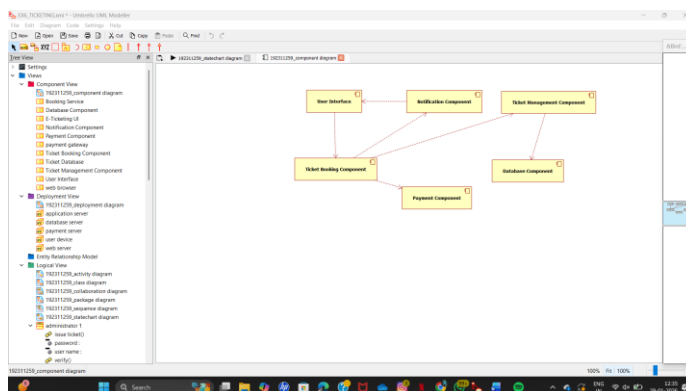 EX6_TICKETING.xmi * - Umbrello UML Modeller
File Edit Diagram Code Settings Help
New Open Save Cut Copy Paste Q Find
Tree View
192311259_statechart diagram
192311259_component diagram
Settings
Views
Component View
192311259_component diagram
Booking Service
Database Component
E-Ticketing UI
Notification Component
Payment Component
payment gateway
Ticket Booking Component
Ticket Database
Ticket Management Component
User Interface
web browser
Deployment View
192311259_deployment diagram
application server
database server
payment server
user device
web server
Entity Relationship Model
Logical View
192311259_activity diagram
192311259_class diagram
192311259_collaboration diagram
192311259_package diagram
192311259_sequence diagram
192311259_statechart diagram
administrator 1
issue ticket()
password :
user name :
verify()
User Interface
Notification Component
Ticket Management Component
Ticket Booking Component
Database Component
Payment Component
192311259_component diagram
100% Fit 100%
Search
ENG
IN
12:35